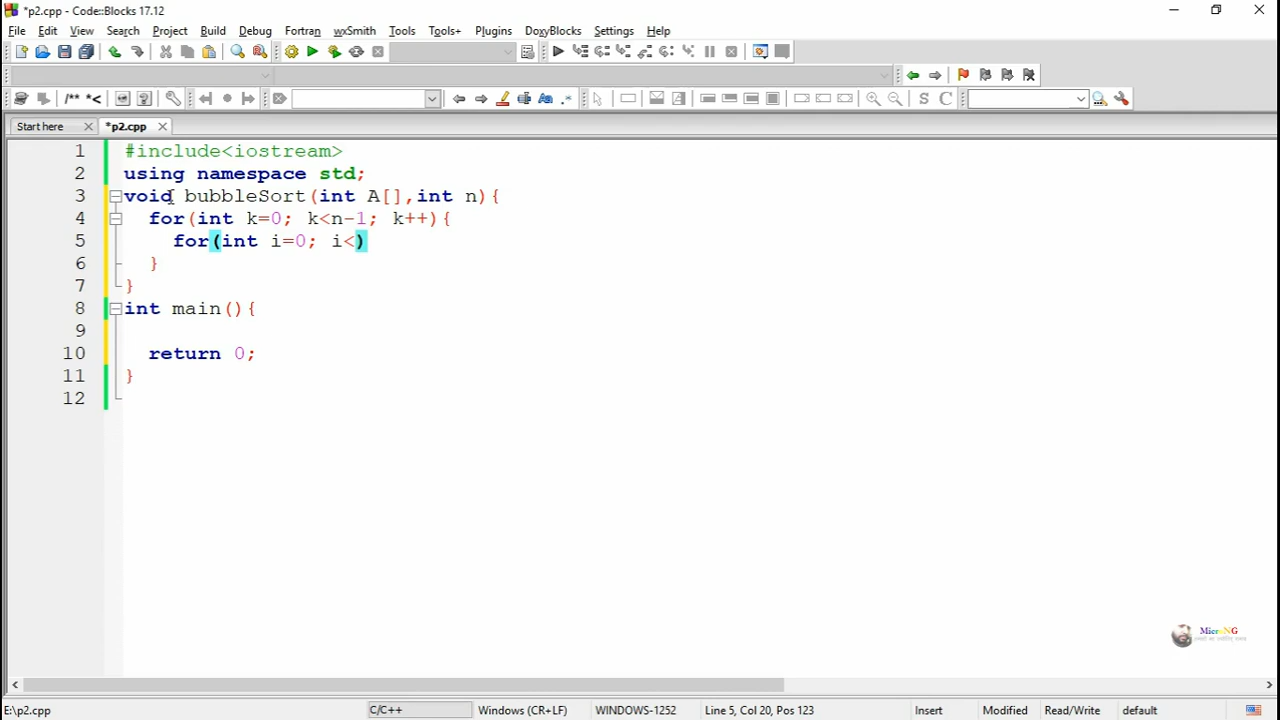 *p2.cpp - Code::Blocks 17.12
File Edit View Search Project Build Debug Fortran wxSmith Tools Tools+ Plugins DoxyBlocks Settings Help
/** *<
S C
Start here *p2.cpp
1 #include<iostream>
2 using namespace std;
3 void bubbleSort(int A[],int n){
4 for(int k=0; k<n-1; k++){
5 for(int i=0; i<)
6 }
7 }
8 int main(){
9
10 return 0;
11 }
12
MicroNG
E:\p2.cpp C/C++ Windows (CR+LF) WINDOWS-1252 Line 5, Col 20, Pos 123 Insert Modified Read/Write default